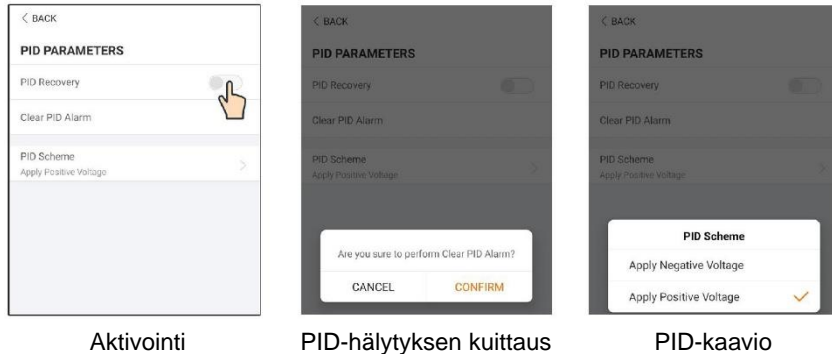 < BACK
PID PARAMETERS
PID Recovery
Clear PID Alarm
PID Scheme
Apply Positive Voltage
Aktivointi
< BACK
PID PARAMETERS
PID Recovery
Clear PID Alarm
PID Scheme
Apply Positive Voltage
Are you sure to perform Clear PID Alarm?
CANCEL CONFIRM
PID-hälytyksen kuittaus
< BACK
PID PARAMETERS
PID Recovery
Clear PID Alarm
PID Scheme
Apply Positive Voltage
PID Scheme
Apply Negative Voltage
Apply Positive Voltage
PID-kaavio